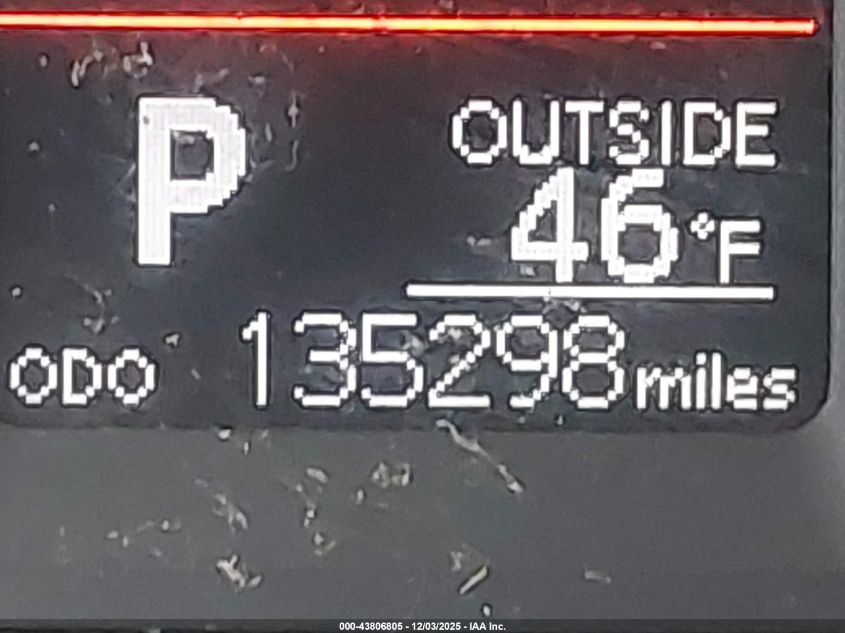 P
OUTSIDE
46°F
ODO 135298 miles
000-43806805 - 12/03/2025 - IAA Inc.